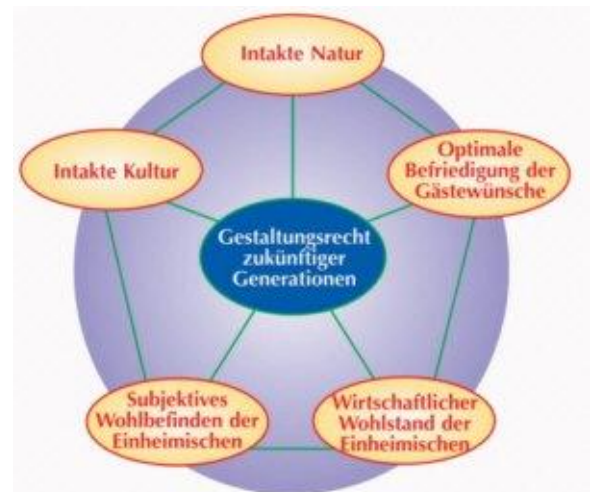 Intakte Natur
Intakte Kultur
Optimale
Befriedigung der
Gästewünsche
Gestaltungsrecht
zukünftiger
Generationen
Subjektives
Wohlbefinden der
Einheimischen
Wirtschaftlicher
Wohlstand der
Einheimischen